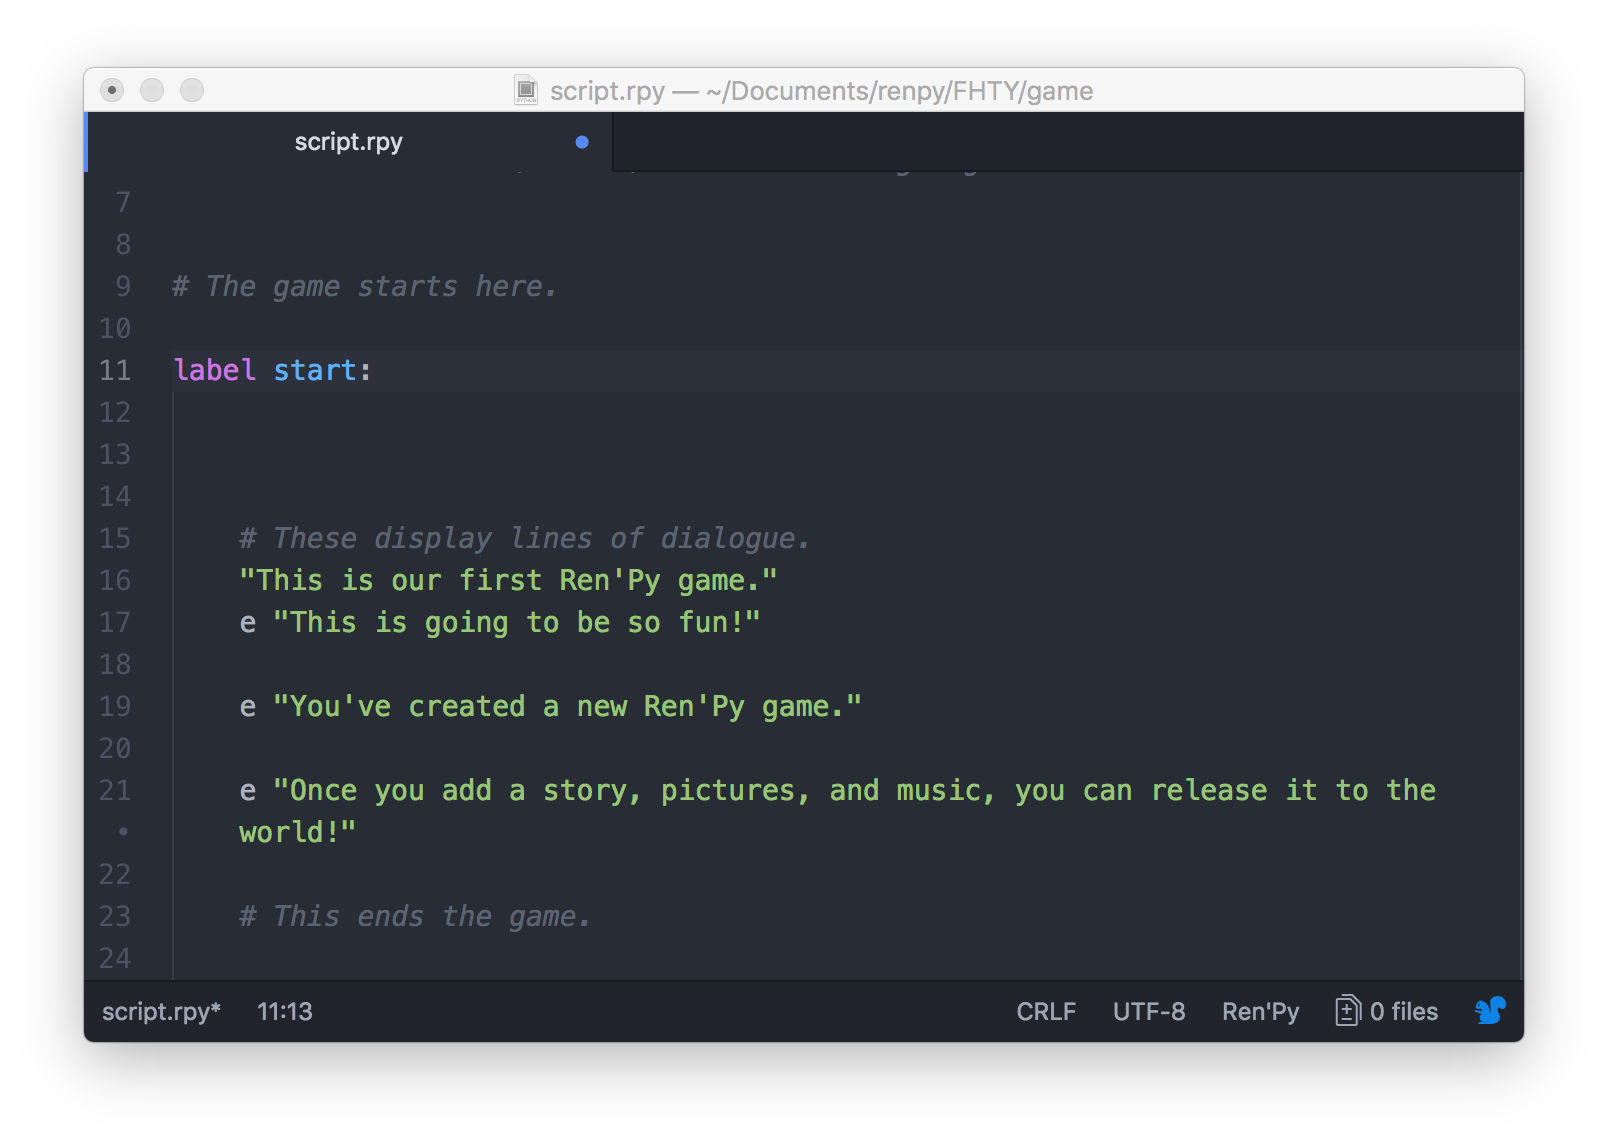 script.rpy — ~/Documents/renpy/FHTY/game
script.rpy
7
8
9 # The game starts here.
10
11 label start:
12
13
14
15 # These display lines of dialogue.
16 "This is our first Ren'Py game."
17 e "This is going to be so fun!"
18
19 e "You've created a new Ren'Py game."
20
21 e "Once you add a story, pictures, and music, you can release it to the
• world!"
22
23 # This ends the game.
24
script.rpy* 11:13 CRLF UTF-8 Ren'Py 0 files